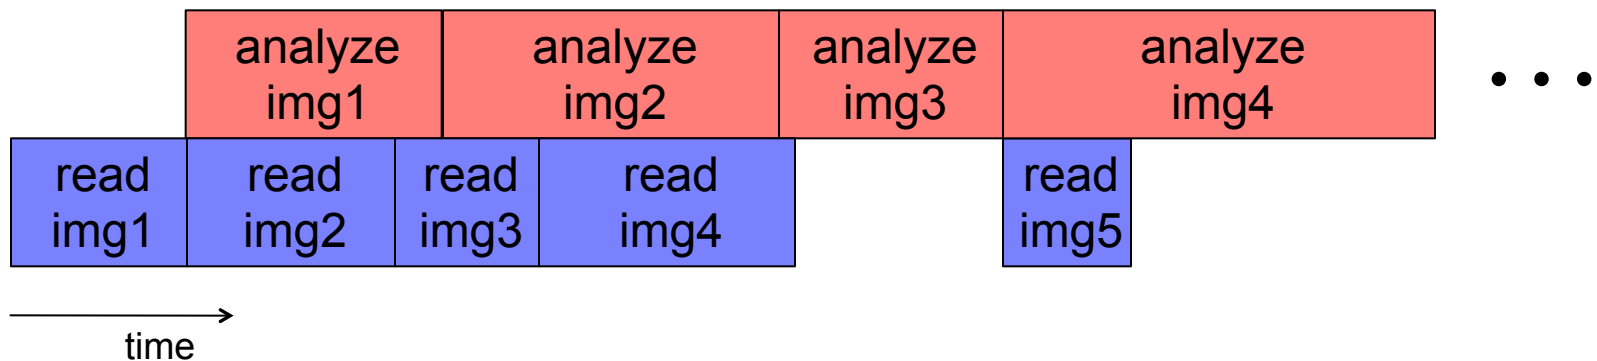 analyze
img1
analyze
img2
analyze
img3
analyze
img4
. . .
read
img1
read
img2
read
img3
read
img4
read
img5
time